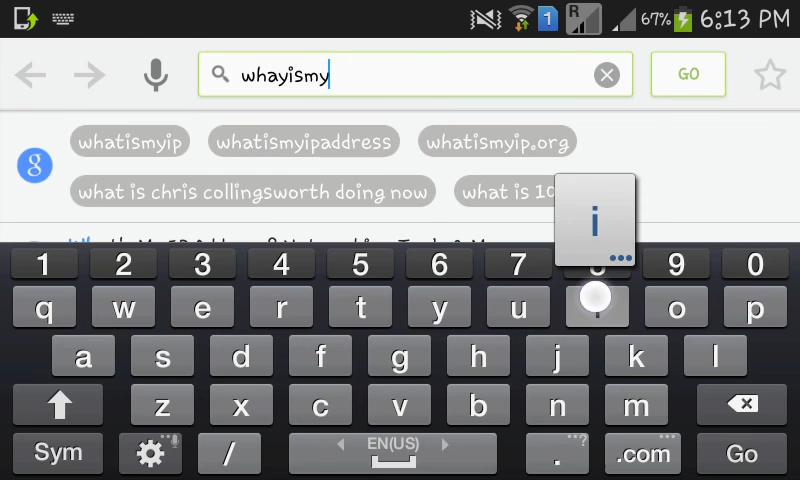 1 R 67% 6:13 PM
whayismy GO
g whatismyip whatismyipaddress whatismyip.org
what is chris collingsworth doing now what is
i
1 2 3 4 5 6 7 8 9 0
q w e r t y u o p
a s d f g h j k l
z x c v b n m
Sym / EN(US) . ? .com Go